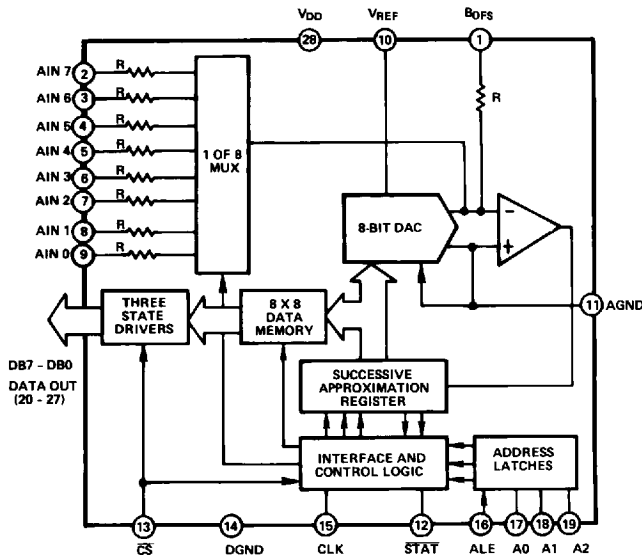 VDD VREF BOFS
28 10 1
AIN 7 2 R
AIN 6 3 R
AIN 5 4 R
AIN 4 5 R
AIN 3 6 R
AIN 2 7 R
AIN 1 8 R
AIN 0 9 R
1 OF 8
MUX
R
8-BIT DAC
−
+
11 AGND
THREE
STATE
DRIVERS
8 X 8
DATA
MEMORY
DB7 – DB0
DATA OUT
(20 - 27)
SUCCESSIVE
APPROXIMATION
REGISTER
INTERFACE AND
CONTROL LOGIC
ADDRESS
LATCHES
13 14 15 12 16 17 18 19
C̅S̅ DGND CLK S̅T̅A̅T̅ ALE A0 A1 A2